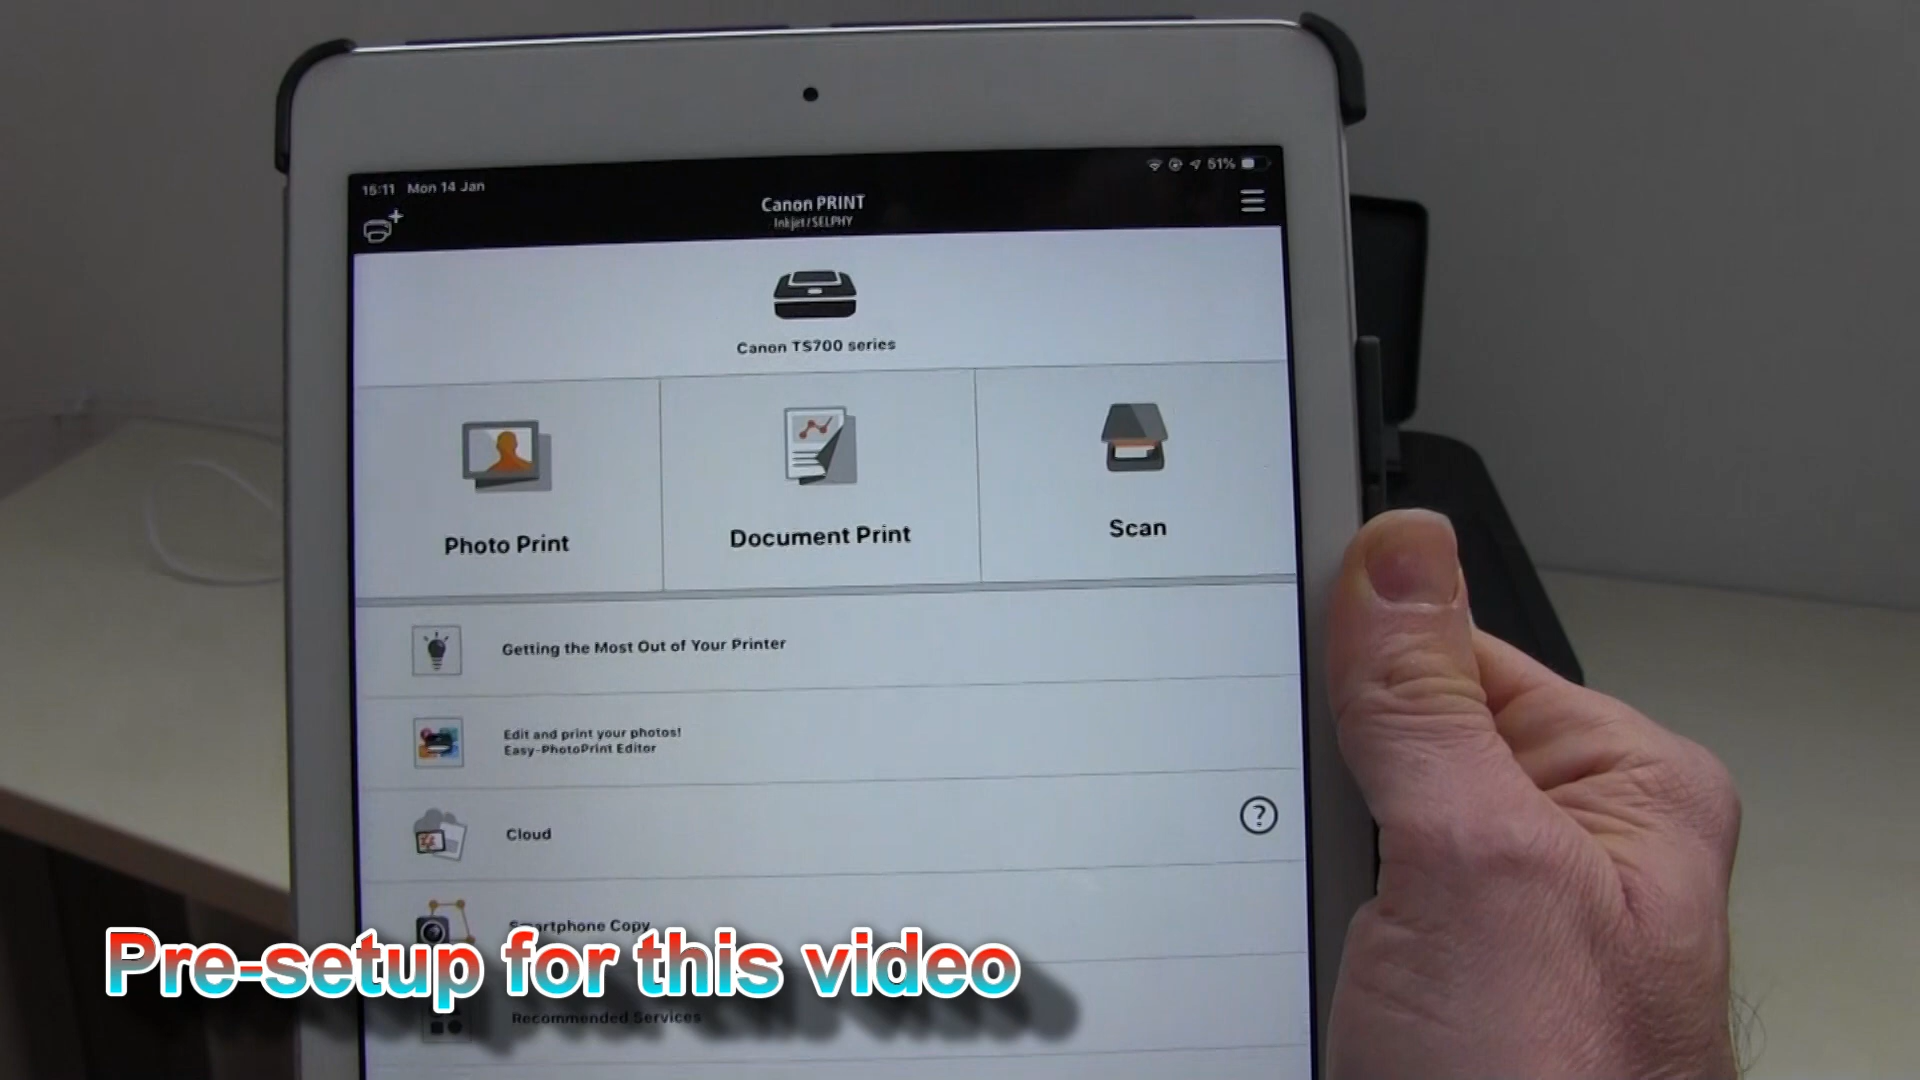 15:11 Mon 14 Jan
51%
Canon PRINT
Inkjet/SELPHY
Canon TS700 series
Photo Print
Document Print
Scan
Getting the Most Out of Your Printer
Edit and print your photos!
Easy-PhotoPrint Editor
Cloud
?
Smartphone Copy
Pre-setup for this video
Recommended Services